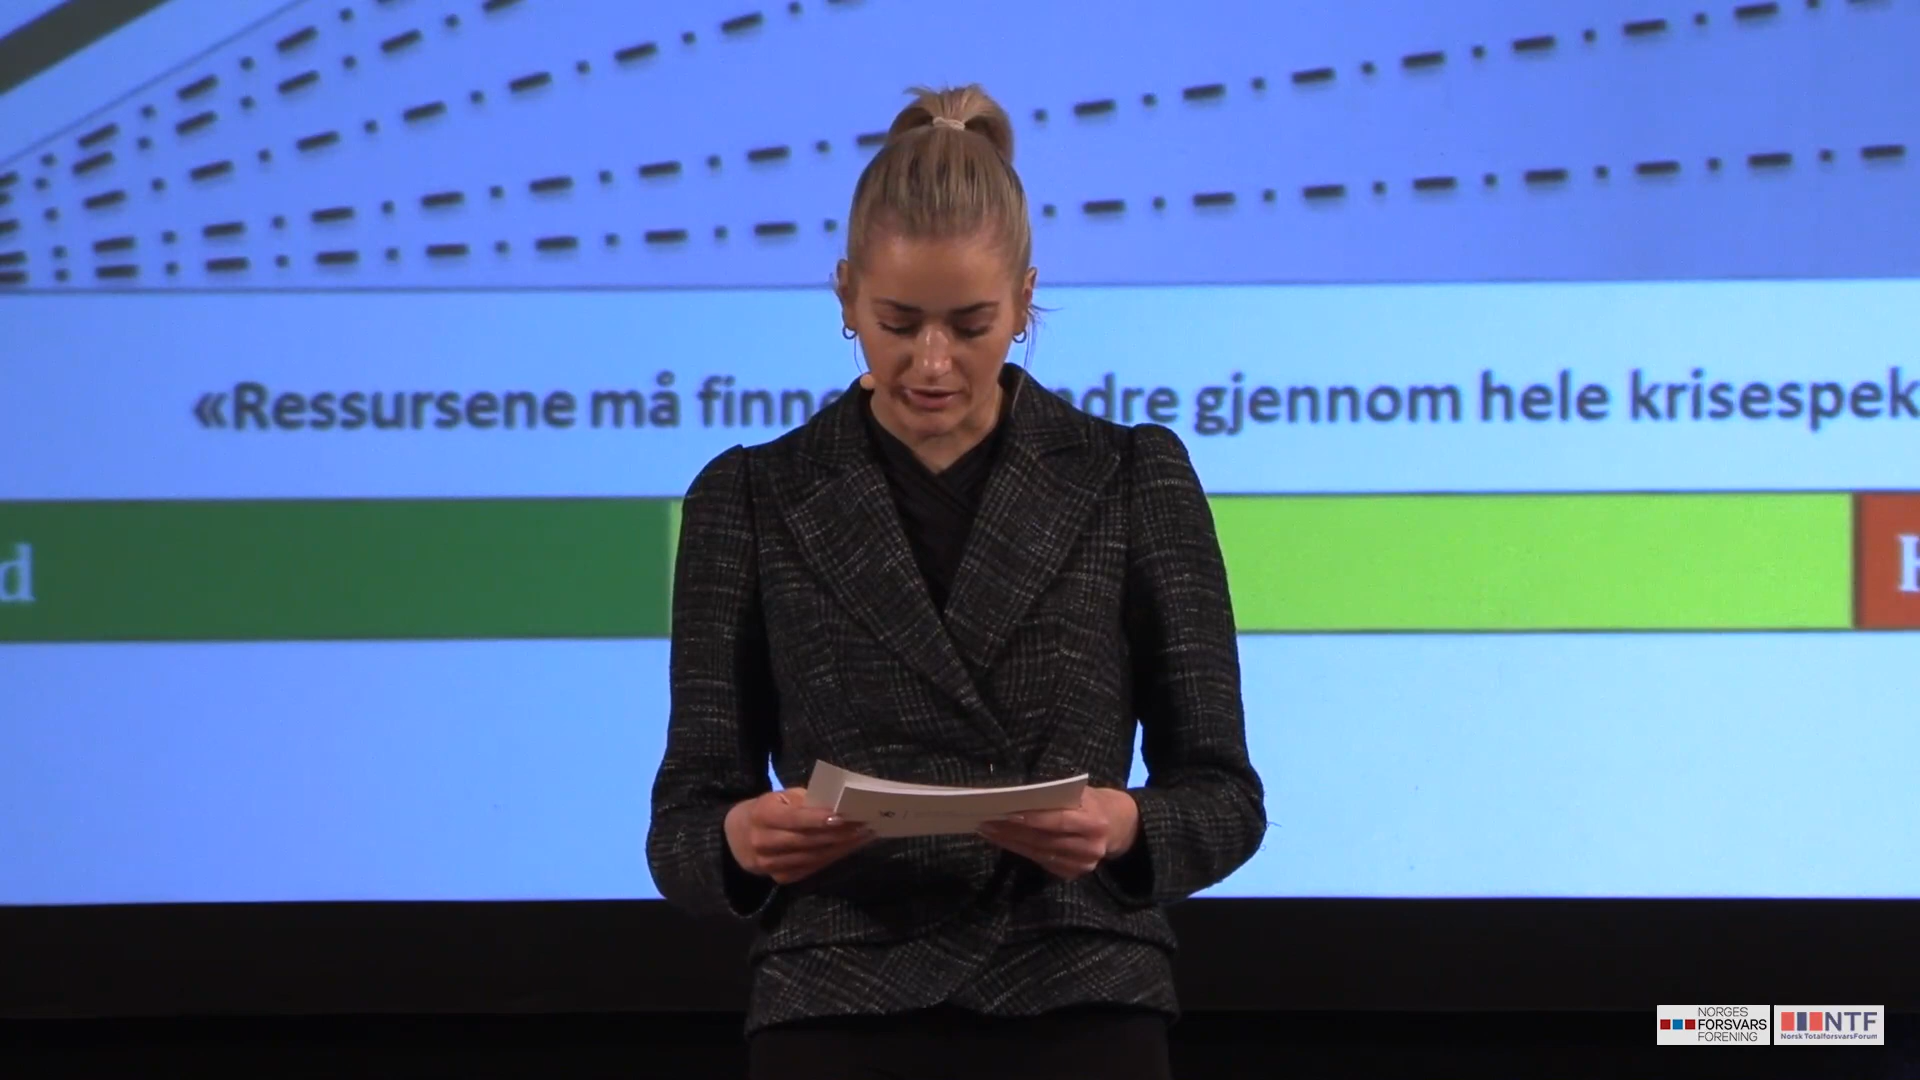 «Ressursene må finne ndre gjennom hele krisespek
d
NORGES
FORSVARS
FORENING
NTF
Norsk TotalforsvarsForum